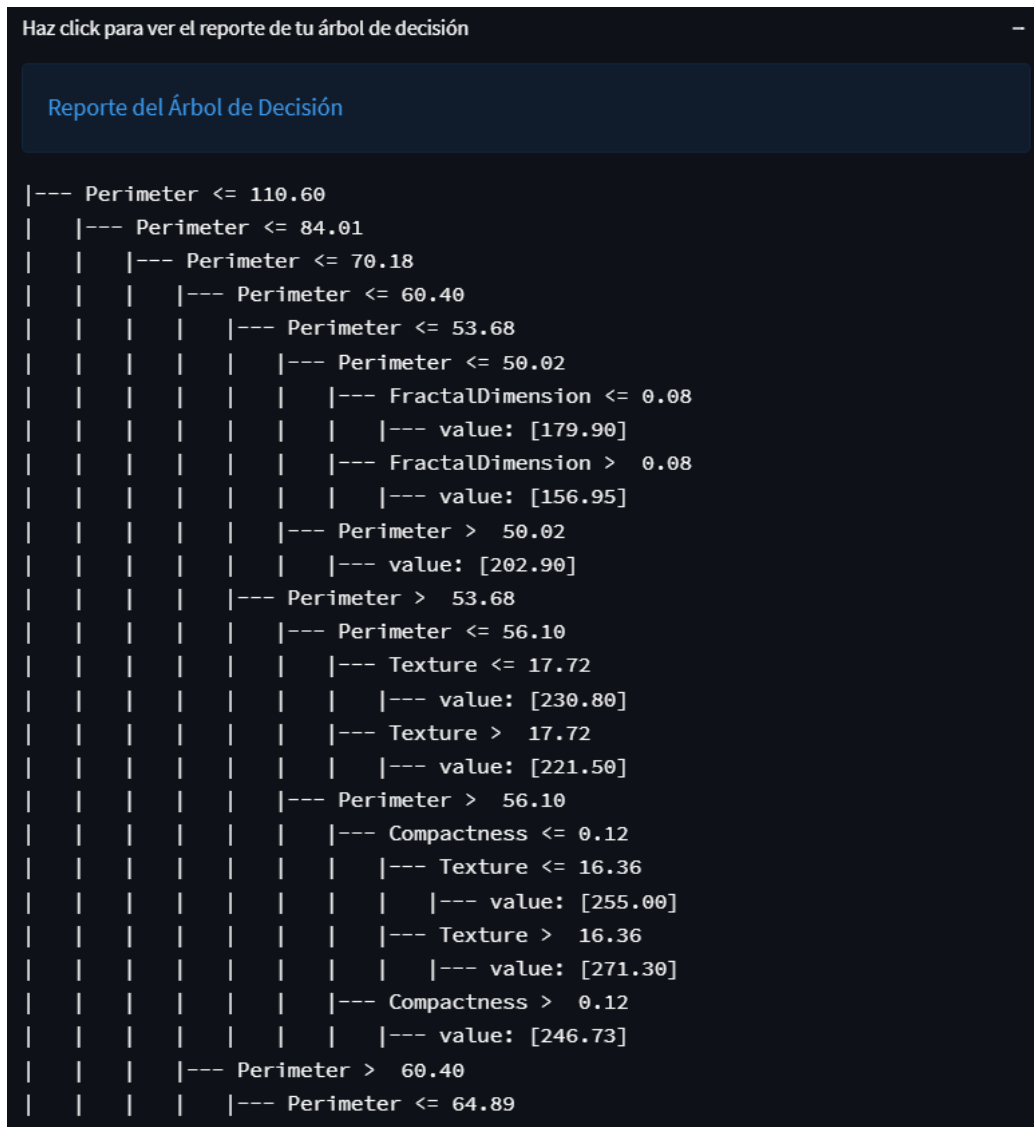 Haz click para ver el reporte de tu árbol de decisión −
Reporte del Árbol de Decisión
|--- Perimeter <= 110.60
|   |--- Perimeter <= 84.01
|   |   |--- Perimeter <= 70.18
|   |   |   |--- Perimeter <= 60.40
|   |   |   |   |--- Perimeter <= 53.68
|   |   |   |   |   |--- Perimeter <= 50.02
|   |   |   |   |   |   |--- FractalDimension <= 0.08
|   |   |   |   |   |   |   |--- value: [179.90]
|   |   |   |   |   |   |--- FractalDimension >  0.08
|   |   |   |   |   |   |   |--- value: [156.95]
|   |   |   |   |   |--- Perimeter >  50.02
|   |   |   |   |   |   |--- value: [202.90]
|   |   |   |   |--- Perimeter >  53.68
|   |   |   |   |   |--- Perimeter <= 56.10
|   |   |   |   |   |   |--- Texture <= 17.72
|   |   |   |   |   |   |   |--- value: [230.80]
|   |   |   |   |   |   |--- Texture >  17.72
|   |   |   |   |   |   |   |--- value: [221.50]
|   |   |   |   |   |--- Perimeter >  56.10
|   |   |   |   |   |   |--- Compactness <= 0.12
|   |   |   |   |   |   |   |--- Texture <= 16.36
|   |   |   |   |   |   |   |   |--- value: [255.00]
|   |   |   |   |   |   |   |--- Texture >  16.36
|   |   |   |   |   |   |   |   |--- value: [271.30]
|   |   |   |   |   |   |--- Compactness >  0.12
|   |   |   |   |   |   |   |--- value: [246.73]
|   |   |   |--- Perimeter >  60.40
|   |   |   |   |--- Perimeter <= 64.89